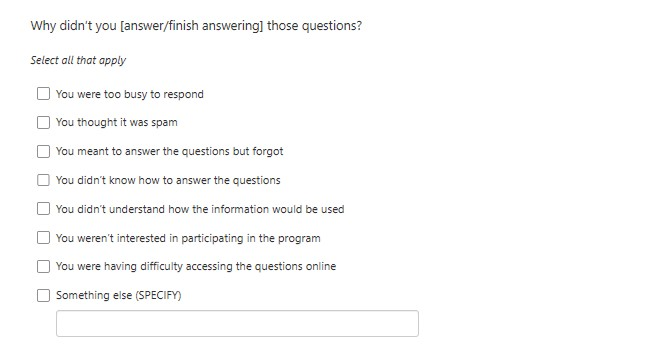 Why didn't you [answer/finish answering] those questions?
Select all that apply
You were too busy to respond
You thought it was spam
You meant to answer the questions but forgot
You didn't know how to answer the questions
You didn't understand how the information would be used
You weren't interested in participating in the program
You were having difficulty accessing the questions online
Something else (SPECIFY)